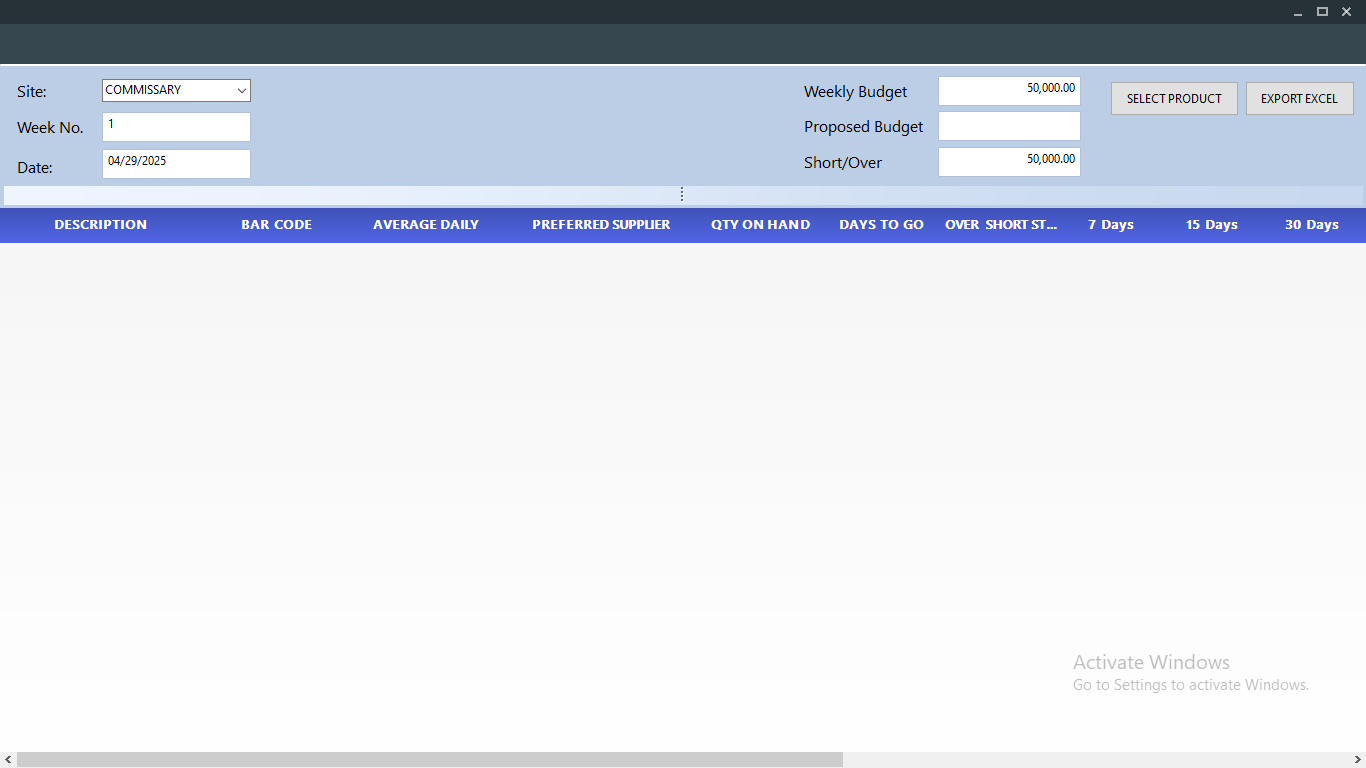 Site: COMMISSARY
Week No. 1
Date: 04/29/2025
Weekly Budget 50,000.00
Proposed Budget
Short/Over 50,000.00
SELECT PRODUCT EXPORT EXCEL
DESCRIPTION BAR CODE AVERAGE DAILY PREFERRED SUPPLIER QTY ON HAND DAYS TO GO OVER SHORT ST... 7 Days 15 Days 30 Days
Activate Windows
Go to Settings to activate Windows.